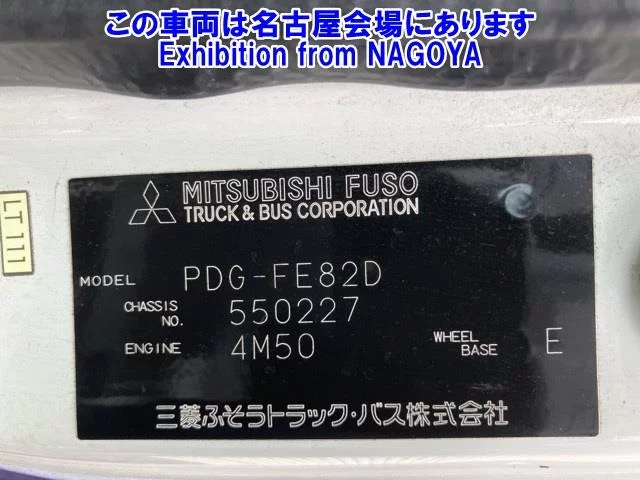 この車両は名古屋会場にあります
Exhibition from NAGOYA
MITSUBISHI FUSO
TRUCK & BUS CORPORATION
LT111
MODEL PDG-FE82D
CHASSIS NO. 550227
ENGINE 4M50 WHEEL BASE E
三菱ふそうトラック・バス株式会社